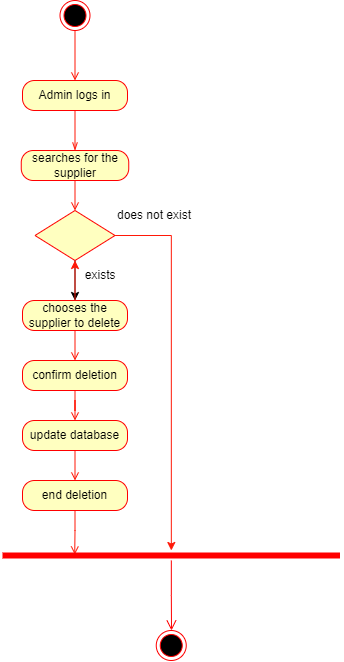 Admin logs in
searches for the
supplier
does not exist
exists
chooses the
supplier to delete
confirm deletion
update database
end deletion